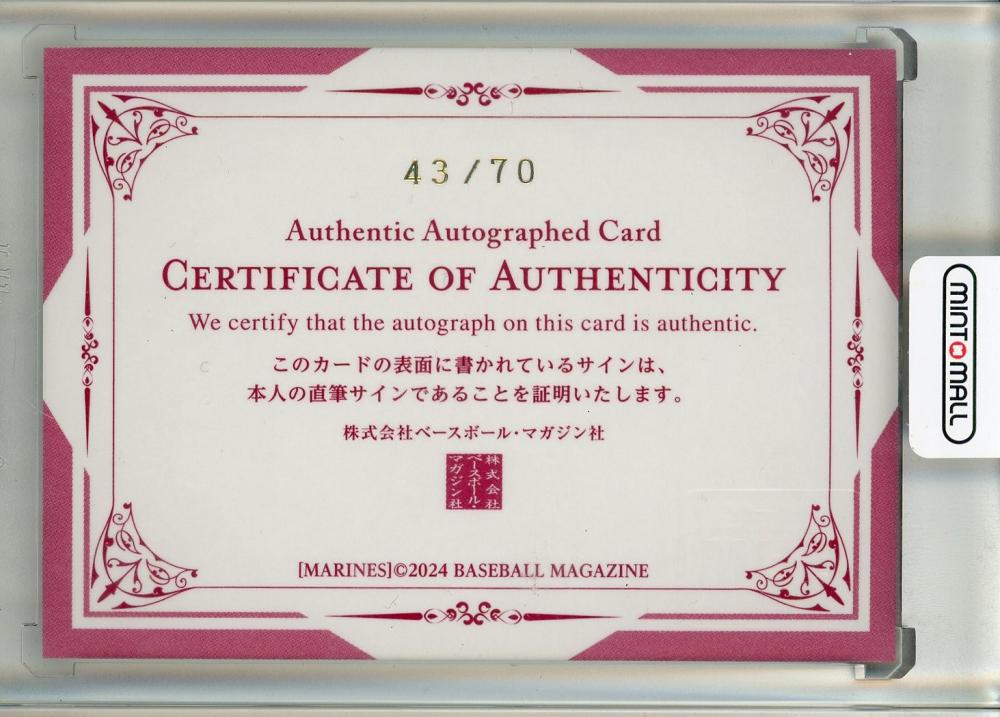 43/70
Authentic Autographed Card
CERTIFICATE OF AUTHENTICITY
We certify that the autograph on this card is authentic.
このカードの表面に書かれているサインは、
本人の直筆サインであることを証明いたします。
株式会社ベースボール・マガジン社
株式会社
ベースボール・
マガジン社
[MARINES]©2024 BASEBALL MAGAZINE
MINT MALL